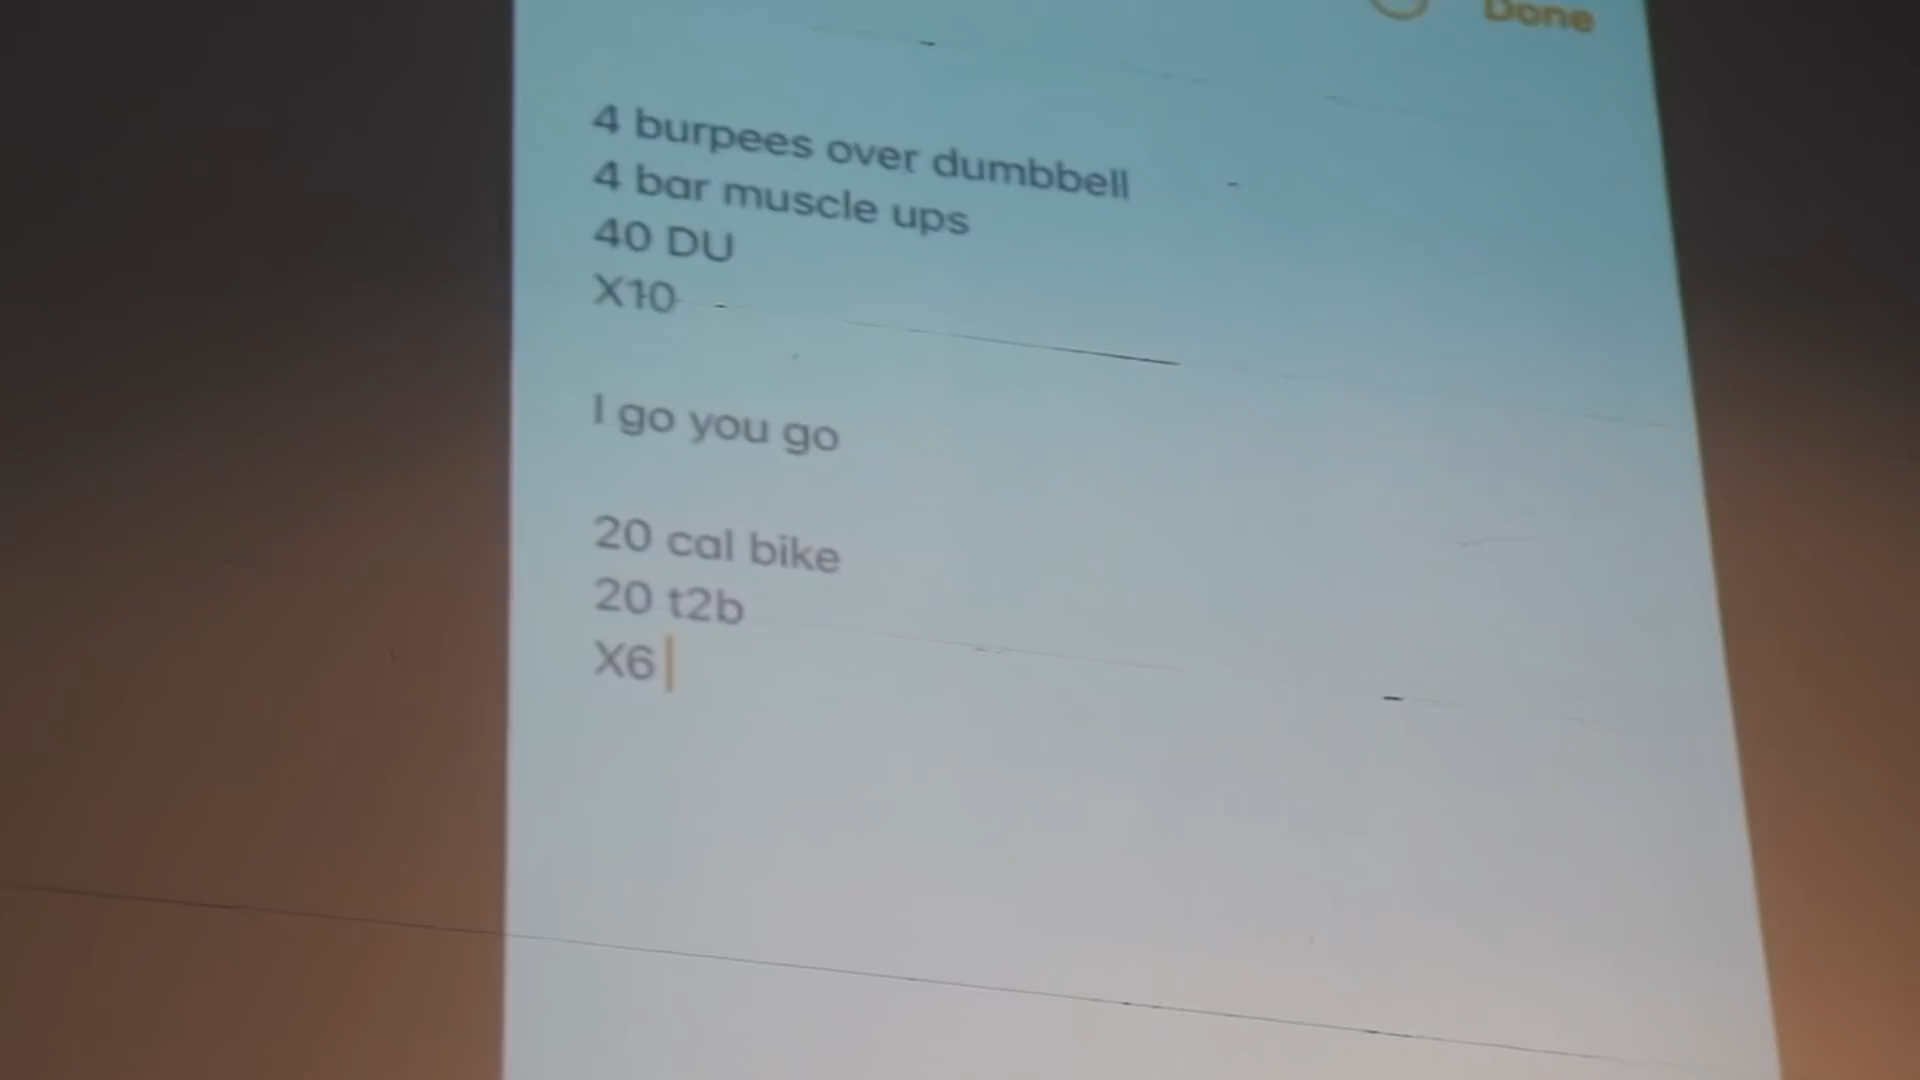 Done
4 burpees over dumbbell
4 bar muscle ups
40 DU
X10
I go you go
20 cal bike
20 t2b
X6